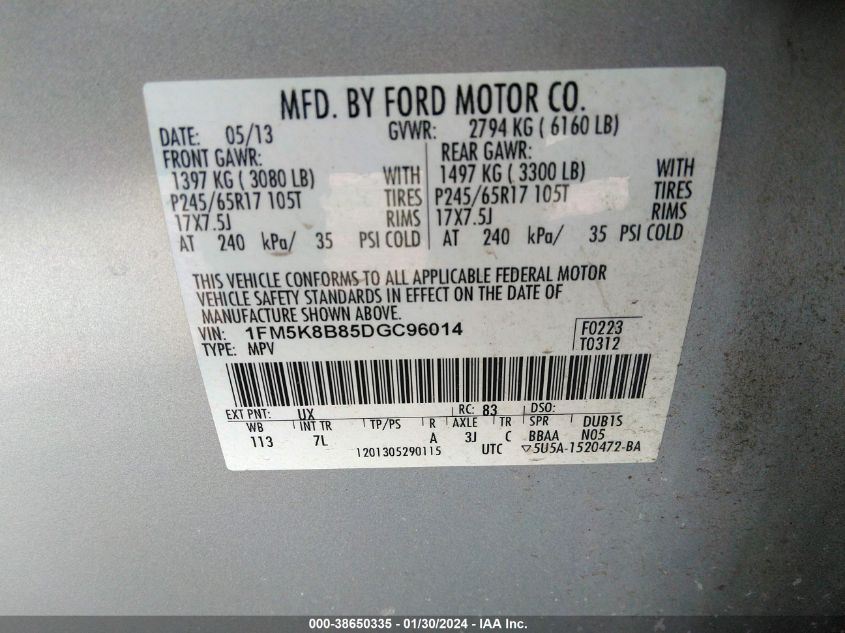 MFD. BY FORD MOTOR CO.
DATE: 05/13 GVWR: 2794 KG ( 6160 LB)
FRONT GAWR: REAR GAWR:
1397 KG ( 3080 LB) WITH 1497 KG ( 3300 LB) WITH
P245/65R17 105T TIRES P245/65R17 105T TIRES
17X7.5J RIMS 17X7.5J RIMS
AT 240 kPa/ 35 PSI COLD AT 240 kPa/ 35 PSI COLD
THIS VEHICLE CONFORMS TO ALL APPLICABLE FEDERAL MOTOR
VEHICLE SAFETY STANDARDS IN EFFECT ON THE DATE OF
MANUFACTURE SHOWN ABOVE.
VIN: 1FM5K8B85DGC96014 F0223
TYPE: MPV T0312
EXT PNT: UX RC: 83 DSO:
WB INT TR TP/PS R AXLE TR SPR DUB1S
113 7L A 3J C BBAA N05
1201305290115 UTC ▽5U5A-1520472-BA
000-38650335 - 01/30/2024 - IAA Inc.